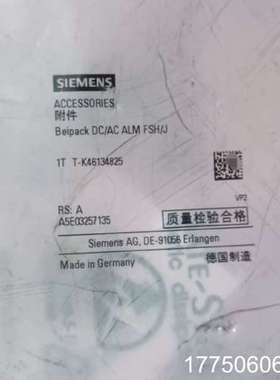 SIEMENS
ACCESSORIES
附件
Beipack DC/AC ALM FSH/J
1T T-K46134825
VP2
RS: A
A5E03257135
质量检验合格
Siemens AG, DE-91056 Erlangen
Made in Germany
德国制造
17750606